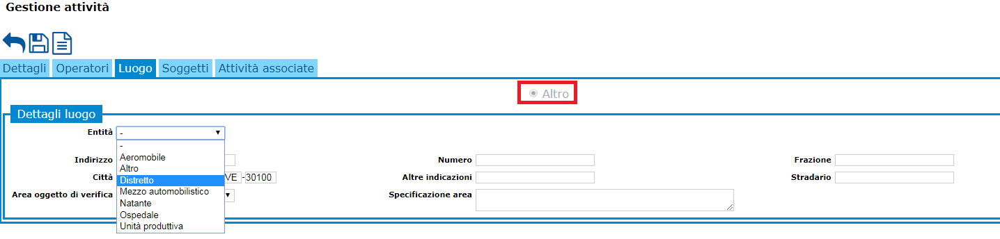 Gestione attività
Dettagli Operatori Luogo Soggetti Attività associate
Altro
Dettagli luogo
Entità -
-
Aeromobile
Altro
Distretto
Mezzo automobilistico
Natante
Ospedale
Unità produttiva
Indirizzo Numero Frazione
Città VE - 30100 Altre indicazioni Stradario
Area oggetto di verifica Specificazione area